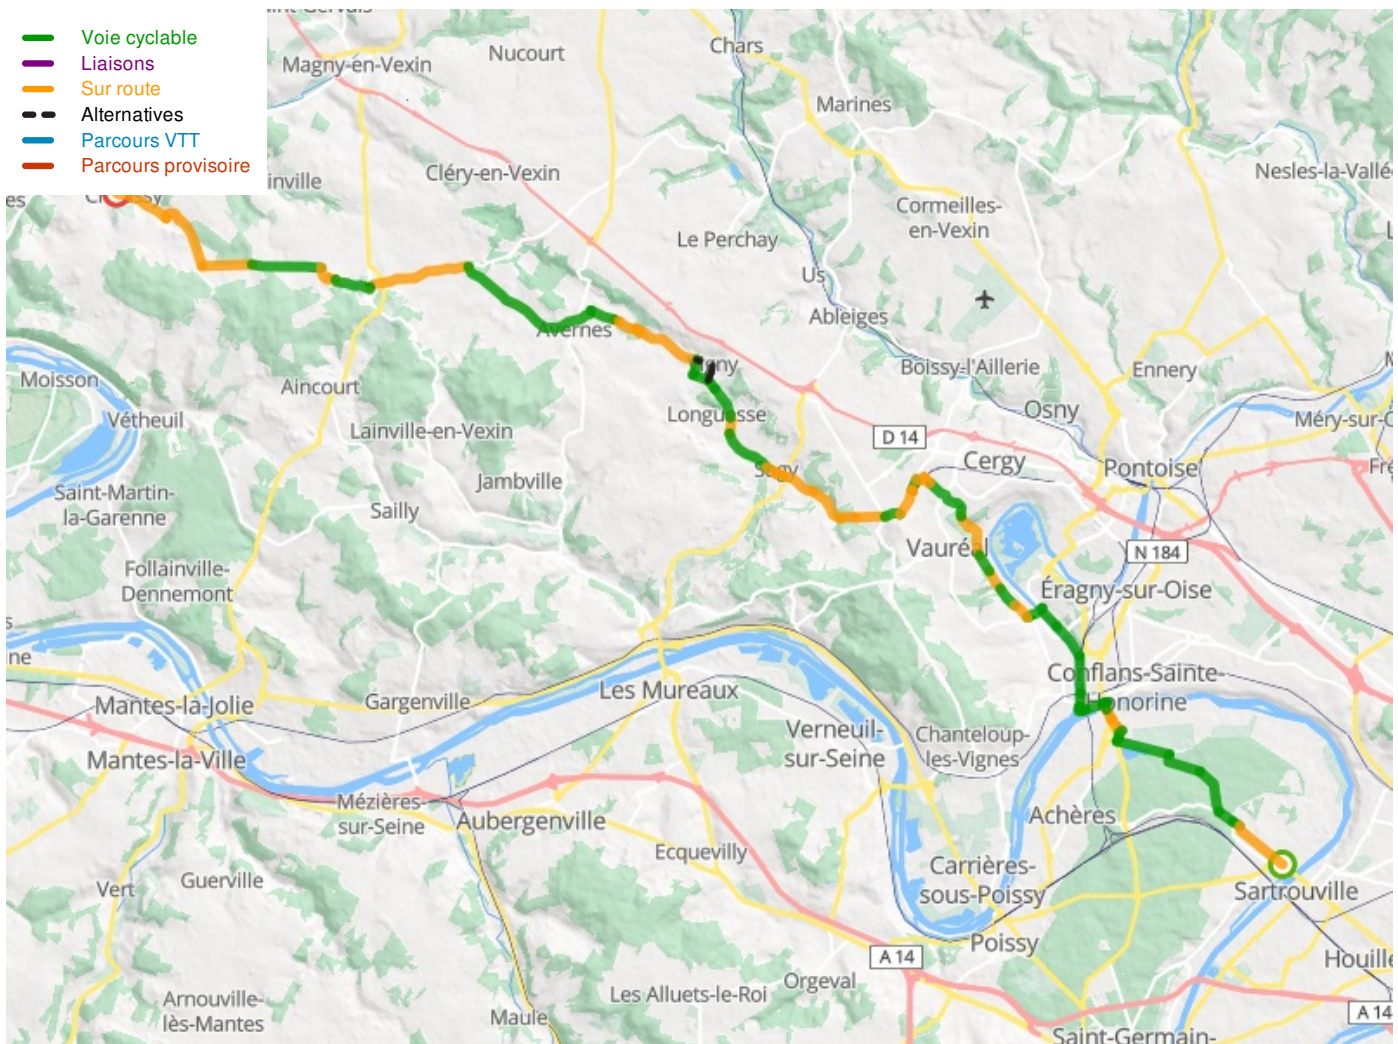 Voie cyclable
Liaisons
Sur route
Alternatives
Parcours VTT
Parcours provisoire
Nucourt
Chars
Magny-en-Vexin
Marines
Cléry-en-Vexin
Nesles-la-Vallé
inville
Cormeilles-
en-Vexin
Le Perchay
Us
Ableiges
Avernes
Boissy-l'Aillerie
Ennery
Moisson
Aincourt
Osny
Vétheuil
Longuesse
Méry-sur-O
Lainville-en-Vexin
D 14
Cergy
Pontoise
Sagy
Jambville
Saint-Martin-
la-Garenne
Sailly
Vauréal
N 184
Follainville-
Dennemont
Éragny-sur-Oise
Conflans-Sainte-
Honorine
Les Mureaux
Gargenville
Mantes-la-Jolie
Verneuil-
sur-Seine
Chanteloup-
les-Vignes
Mantes-la-Ville
Mézières-
sur-Seine
Aubergenville
Achères
Ecquevilly
Carrières-
sous-Poissy
Sartrouville
Vert
Guerville
Poissy
A 14
Houille
Orgeval
Les Alluets-le-Roi
Arnouville-
lès-Mantes
Maule
A 14
Saint-Germain-